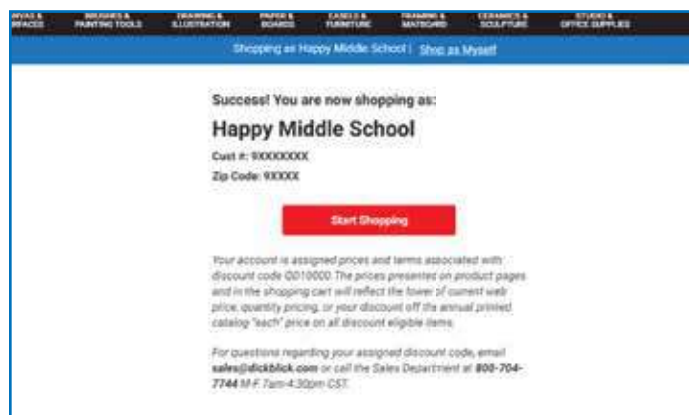 BRUSHES & PAINTING TOOLS
DRAWING & ILLUSTRATION
PAPER & BOARDS
EASELS & FURNITURE
FRAMING & MATBOARD
CERAMICS & SCULPTURE
STUDIO & OFFICE SUPPLIES
Shopping as Happy Middle School | Shop as Myself
Success! You are now shopping as:
Happy Middle School
Cust #: 9XXXXXXX
Zip Code: 9XXXX
Start Shopping
Your account is assigned prices and terms associated with
discount code QD10000. The prices presented on product pages
and in the shopping cart will reflect the lower of current web
price, quantity pricing, or your discount off the annual printed
catalog "each" price on all discount eligible items.
For questions regarding your assigned discount code, email
sales@dickblick.com or call the Sales Department at 800-704-
7744 M-F 7am-4:30pm CST.